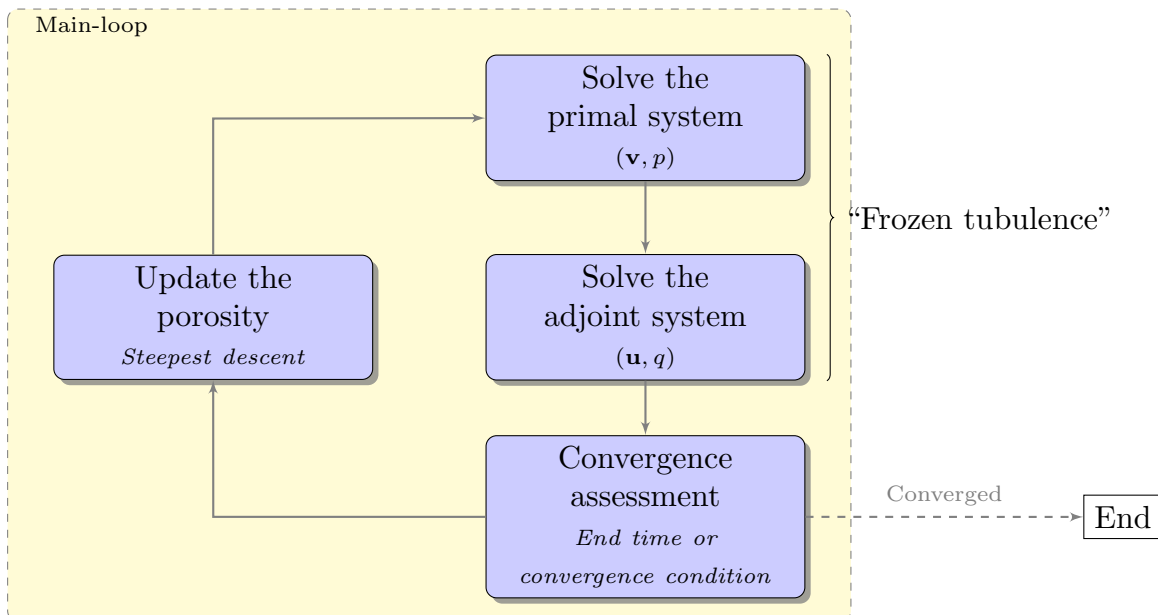 Main-loop
Solve the
primal system
(v, p)
“Frozen tubulence”
Solve the
adjoint system
(u, q)
Update the
porosity
Steepest descent
Convergence
assessment
End time or
convergence condition
Converged
End